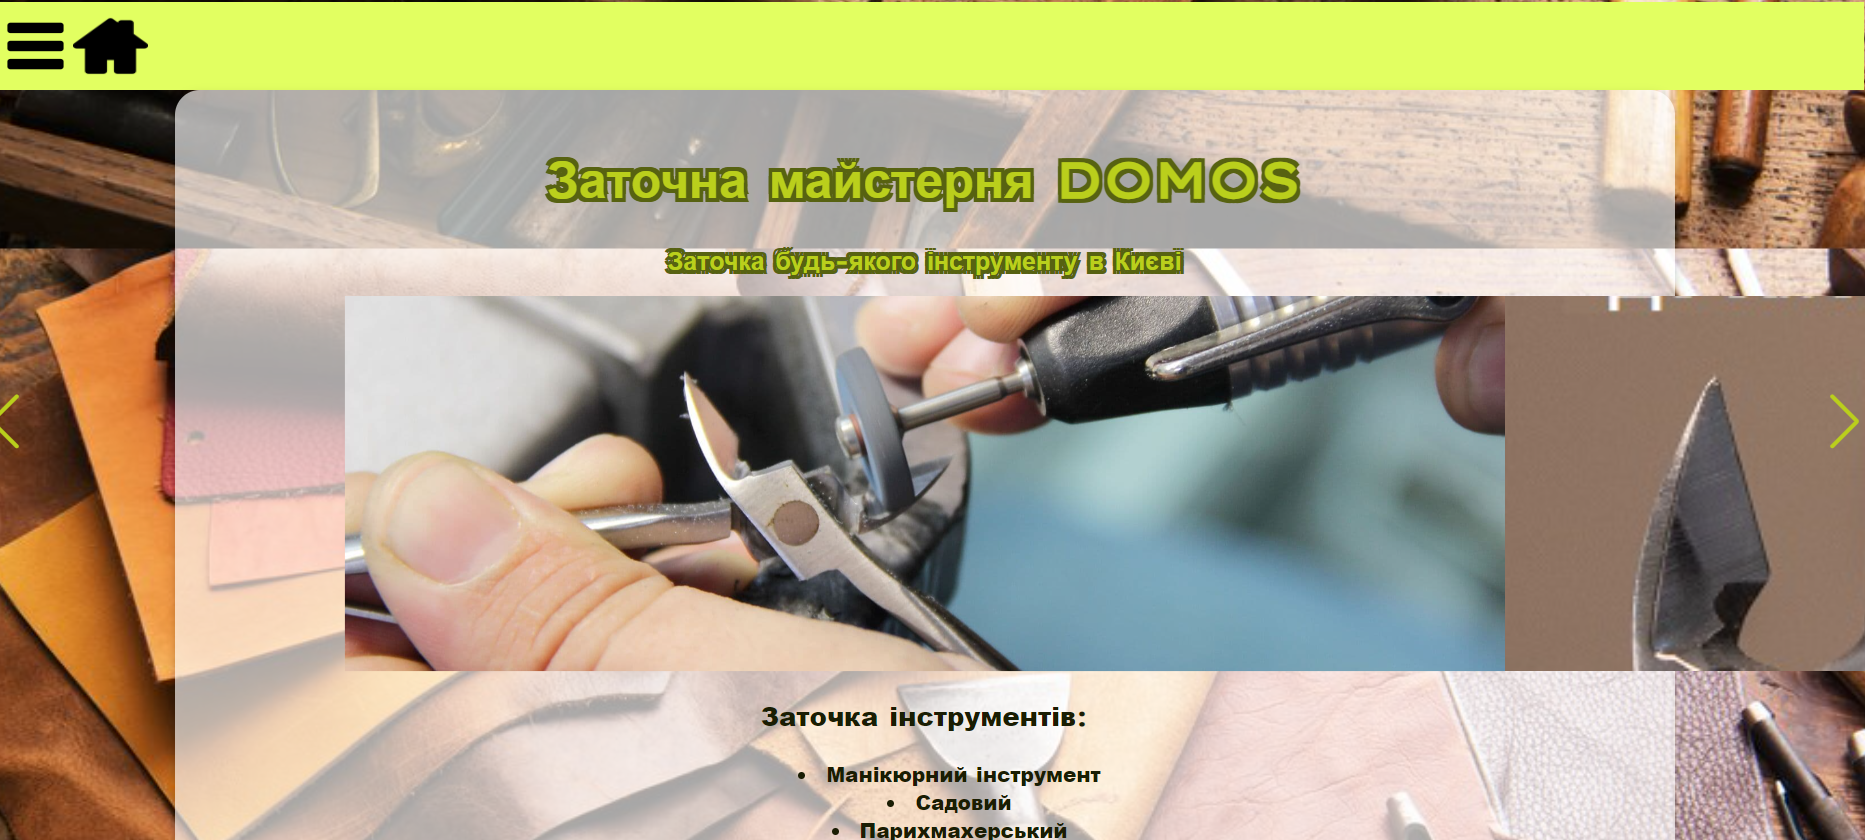 Заточна майстерня DOMOS
Заточка будь-якого інструменту в Києві
Заточка інструментів:
• Манікюрний інструмент
• Садовий
• Парихмахерський